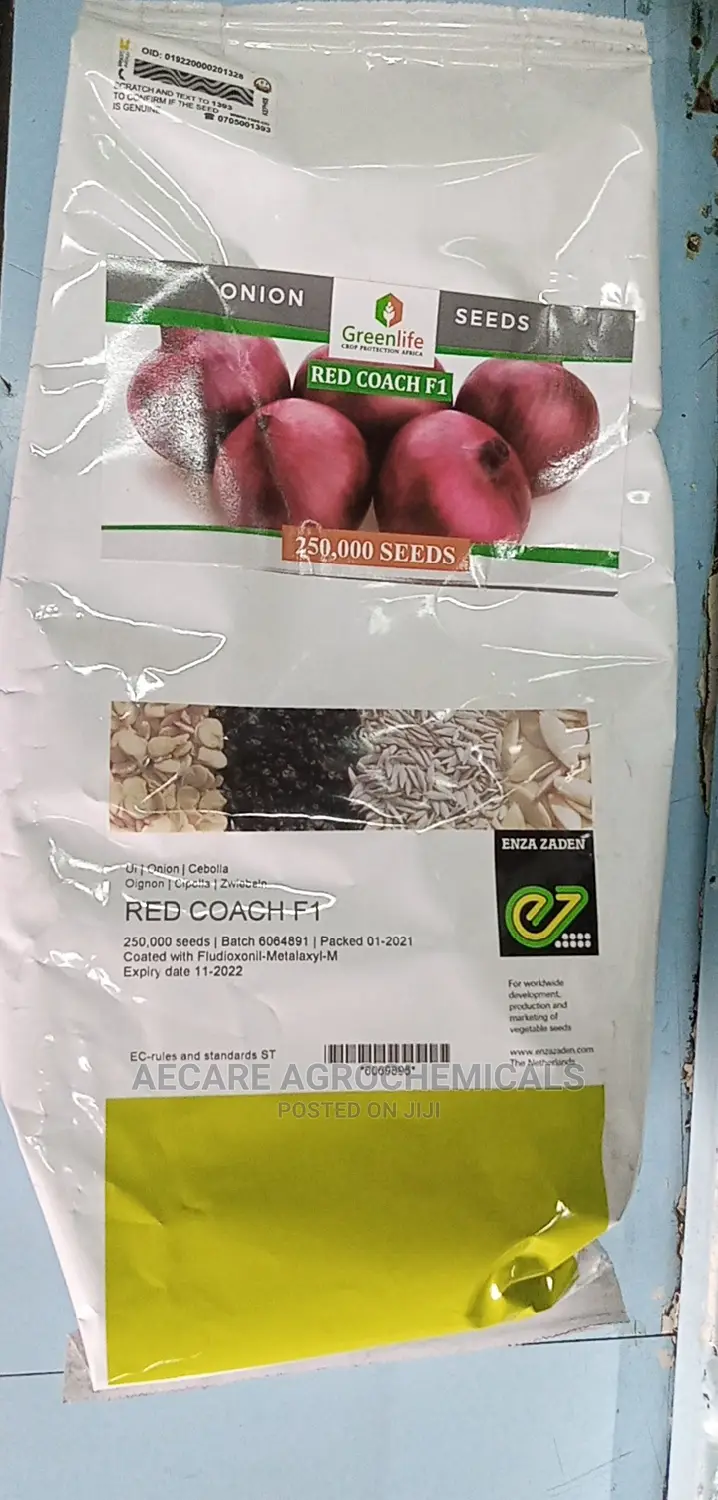 OID: 019220000201328
SCRATCH AND TEXT TO 1393
TO CONFIRM IF THE SEED
IS GENUINE
☎ 0705001393
ONION
SEEDS
Greenlife
CROP PROTECTION AFRICA
RED COACH F1
250,000 SEEDS
ENZA ZADEN
Ui | Onion | Cebolla
Oignon | Cipolla | Zwiebeln
RED COACH F1
250,000 seeds | Batch 6064891 | Packed 01-2021
Coated with Fludioxonil-Metalaxyl-M
Expiry date 11-2022
For worldwide
development,
production and
marketing of
vegetable seeds
www.enzazaden.com
The Netherlands
EC-rules and standards ST
AECARE AGROCHEMICALS
POSTED ON JIJI